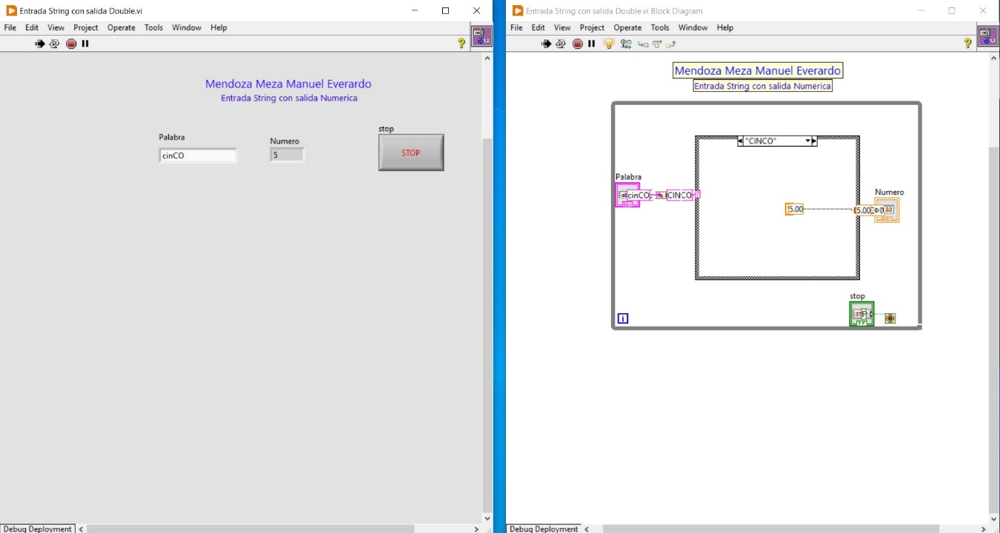 Entrada String con salida Double.vi
File Edit View Project Operate Tools Window Help
Mendoza Meza Manuel Everardo
Entrada String con salida Numerica
Palabra
cinCO
Numero
5
stop
STOP
Debug Deployment
Entrada String con salida Double.vi Block Diagram
File Edit View Project Operate Tools Window Help
Mendoza Meza Manuel Everardo
Entrada String con salida Numerica
"CINCO"
Palabra
cinCO
CINCO
5.00
5.00
Numero
stop
i
Debug Deployment